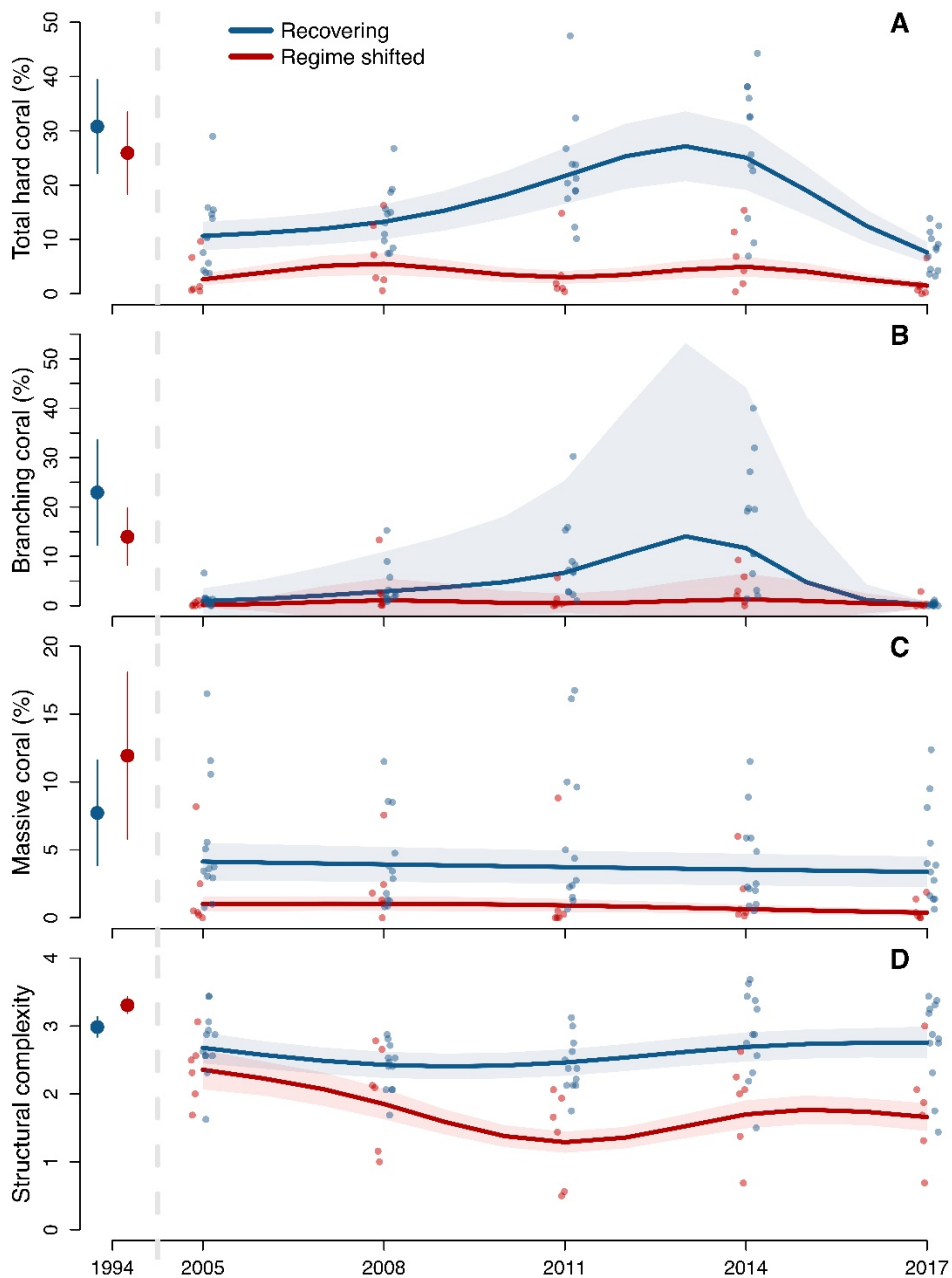 A
Recovering
Regime shifted
Total hard coral (%)
50
40
30
20
10
0
B
Branching coral (%)
50
40
30
20
10
0
C
Massive coral (%)
20
15
10
5
0
D
Structural complexity
4
3
2
1
0
1994 2005 2008 2011 2014 2017